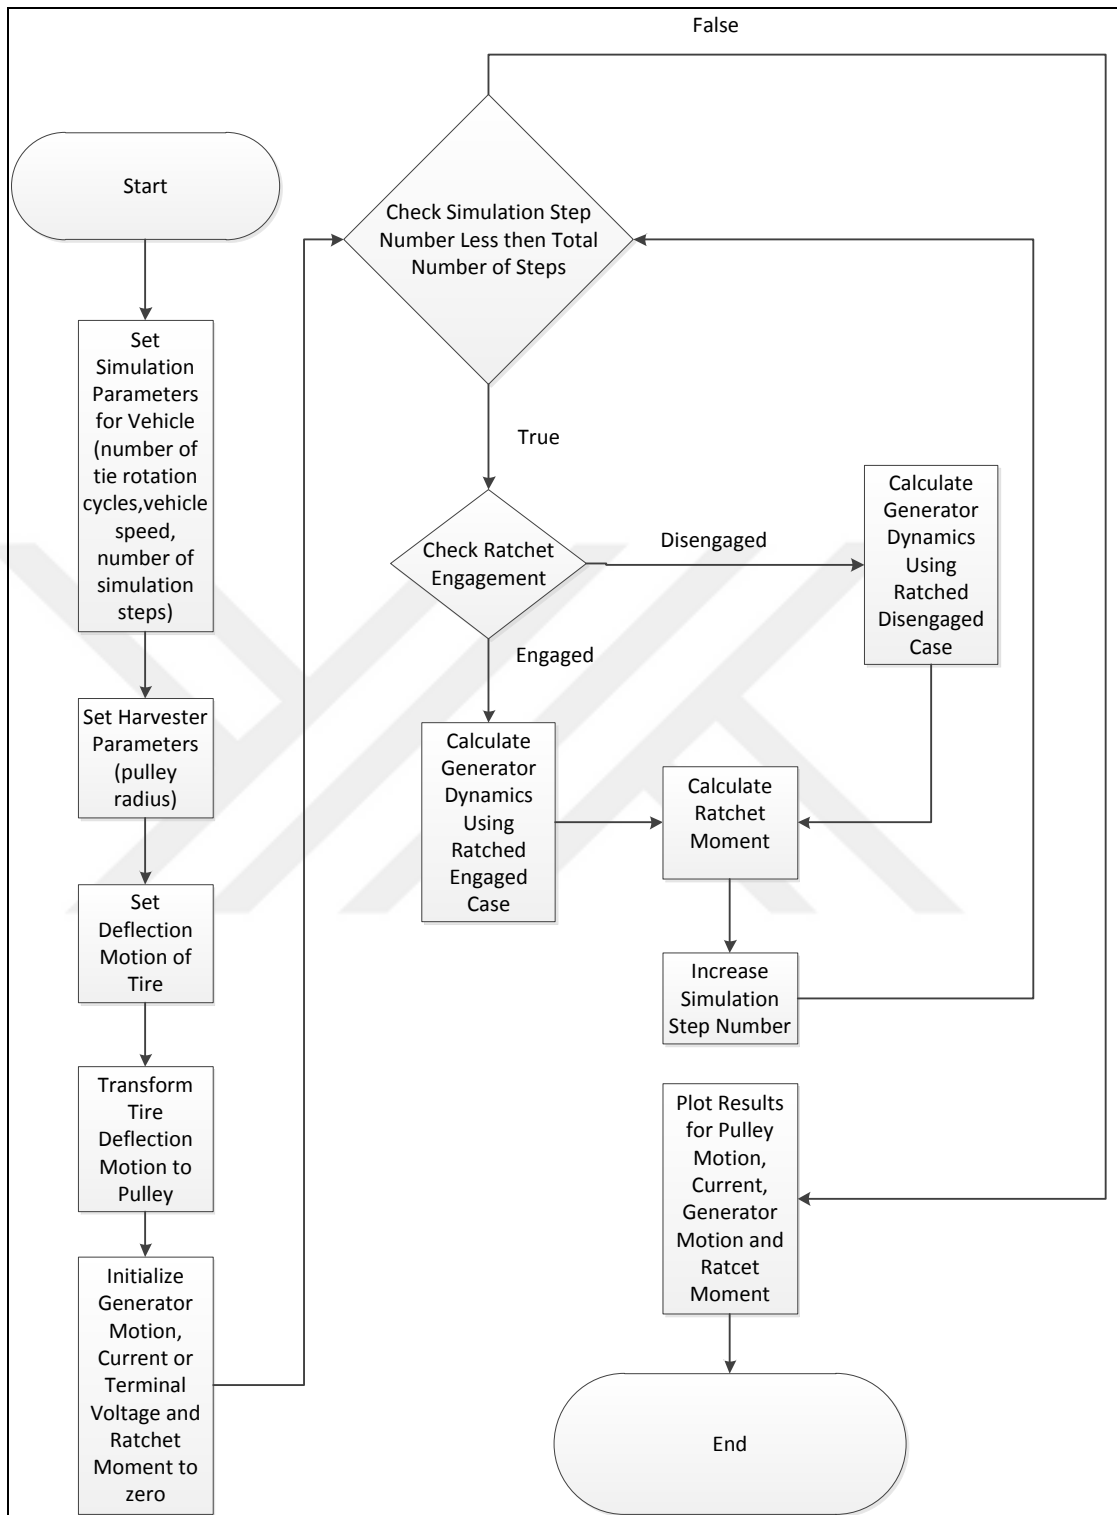 Start
Set
Simulation
Parameters
for Vehicle
(number of
tie rotation
cycles,vehicle
speed,
number of
simulation
steps)
Set Harvester
Parameters
(pulley
radius)
Set
Deflection
Motion of
Tire
Transform
Tire
Deflection
Motion to
Pulley
Initialize
Generator
Motion,
Current or
Terminal
Voltage and
Ratchet
Moment to
zero
False
Check Simulation Step
Number Less then Total
Number of Steps
True
Check Ratchet
Engagement
Disengaged
Calculate
Generator
Dynamics
Using
Ratched
Disengaged
Case
Engaged
Calculate
Generator
Dynamics
Using
Ratched
Engaged
Case
Calculate
Ratchet
Moment
Increase
Simulation
Step Number
Plot Results
for Pulley
Motion,
Current,
Generator
Motion and
Ratcet
Moment
End